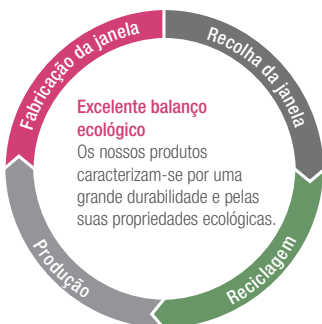 Fabricação da janela
Recolha da janela
Excelente balanço
ecológico
Os nossos produtos
caracterizam-se por uma
grande durabilidade e pelas
suas propriedades ecológicas.
Produção
Reciclagem